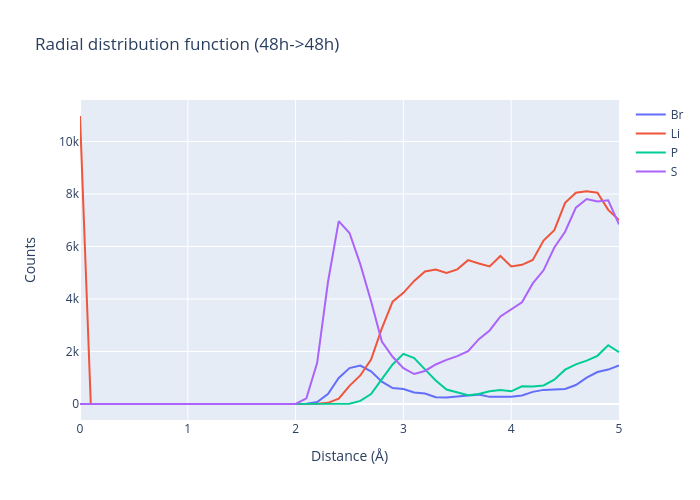 Radial distribution function (48h->48h)
Br
Li
P
S
10k
8k
6k
4k
2k
0
Counts
0 1 2 3 4 5
Distance (Å)